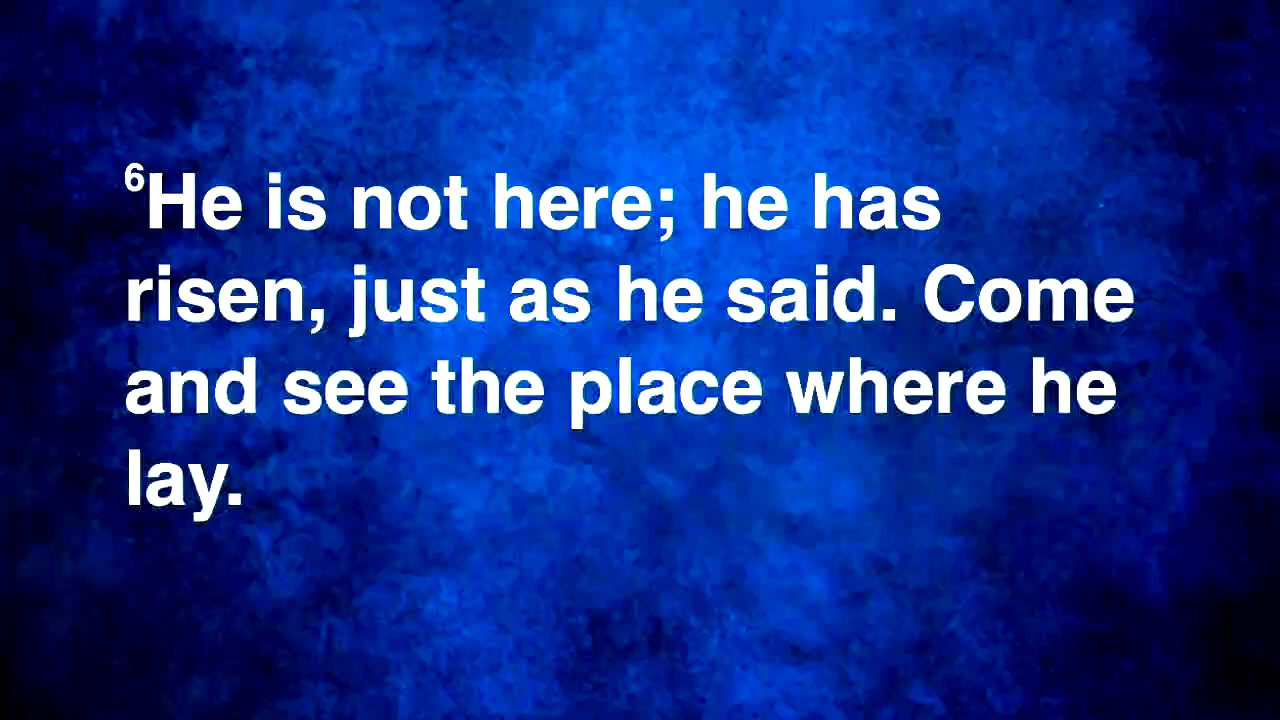 ⁶He is not here; he has
risen, just as he said. Come
and see the place where he
lay.